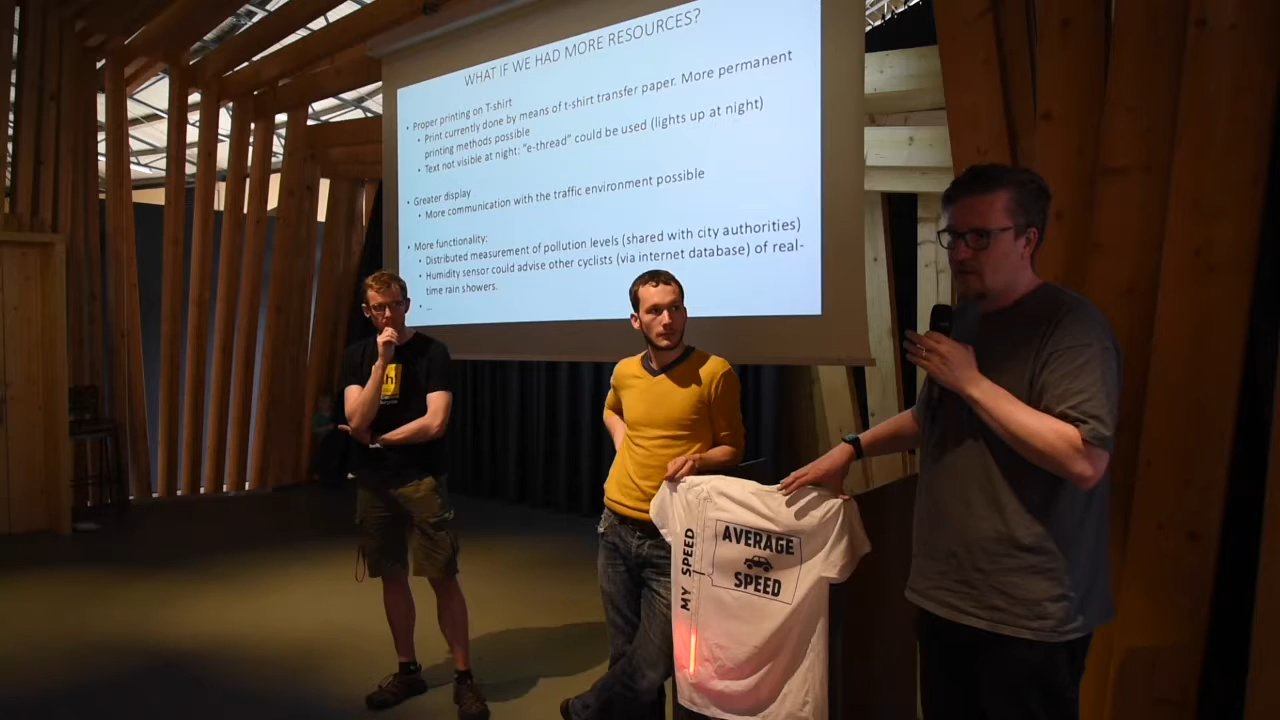 WHAT IF WE HAD MORE RESOURCES?
• Proper printing on T-shirt
• Print currently done by means of t-shirt transfer paper. More permanent
printing methods possible
• Text not visible at night: "e-thread" could be used (lights up at night)
• Greater display
• More communication with the traffic environment possible
• More functionality:
• Distributed measurement of pollution levels (shared with city authorities)
• Humidity sensor could advise other cyclists (via internet database) of real-
time rain showers.
• ...
MY SPEED
AVERAGE
SPEED